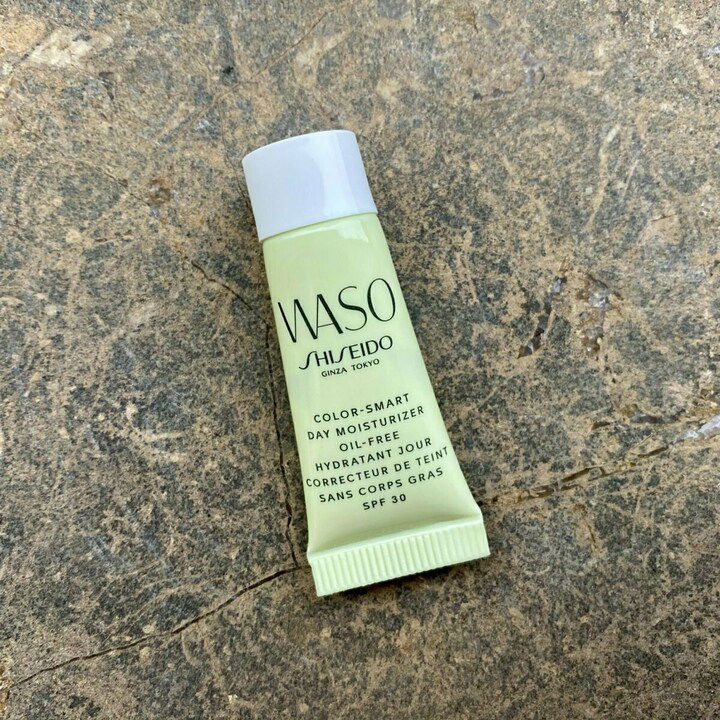 WASO
SHISEIDO
GINZA TOKYO
COLOR-SMART
DAY MOISTURIZER
OIL-FREE
HYDRATANT JOUR
CORRECTEUR DE TEINT
SANS CORPS GRAS
SPF 30